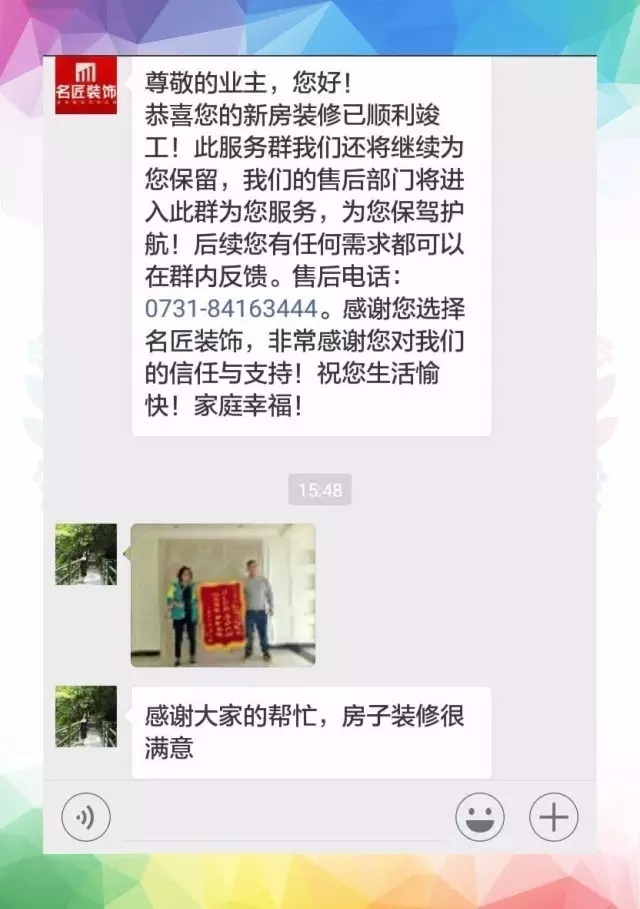 名匠装饰
尊敬的业主，您好！
恭喜您的新房装修已顺利竣
工！此服务群我们还将继续为
您保留，我们的售后部门将进
入此群为您服务，为您保驾护
航！后续您有任何需求都可以
在群内反馈。售后电话：
0731-84163444。感谢您选择
名匠装饰，非常感谢您对我们
的信任与支持！祝您生活愉
快！家庭幸福！
15:48
感谢大家的帮忙，房子装修很
满意